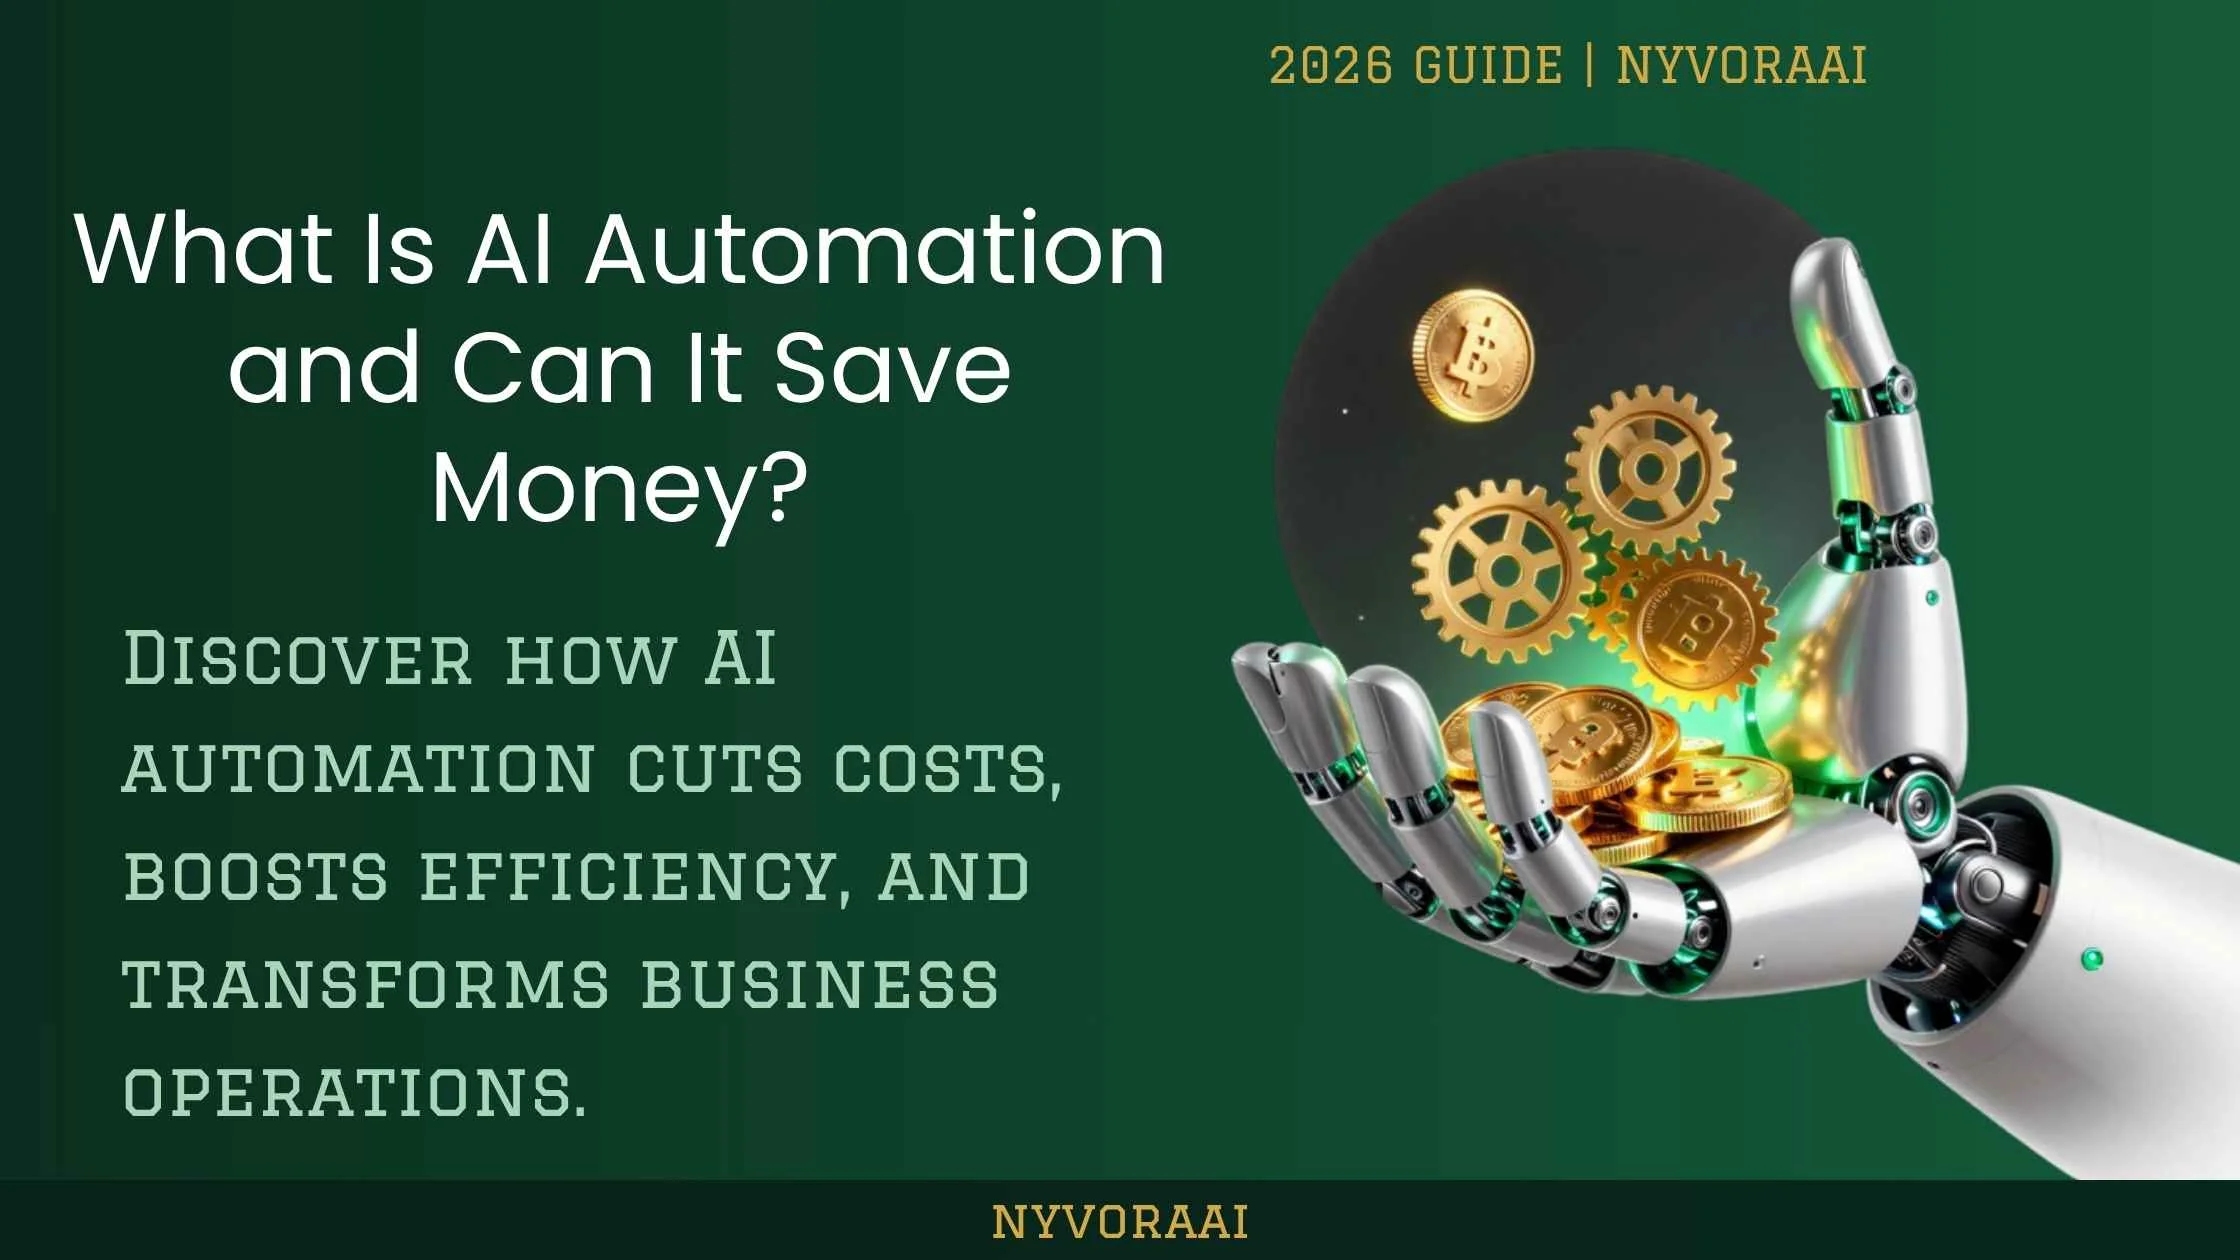 2026 GUIDE | NYVORAAI
What Is AI Automation
and Can It Save
Money?
Discover how AI
automation cuts costs,
boosts efficiency, and
transforms business
operations.
NYVORAAI